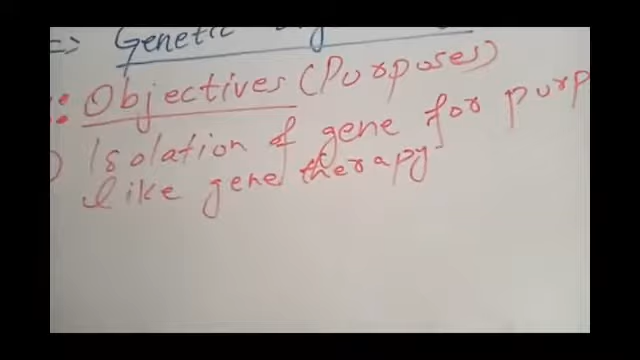 => Genetic
:: Objectives (Purposes)
) Isolation of gene for purp
like gene therapy